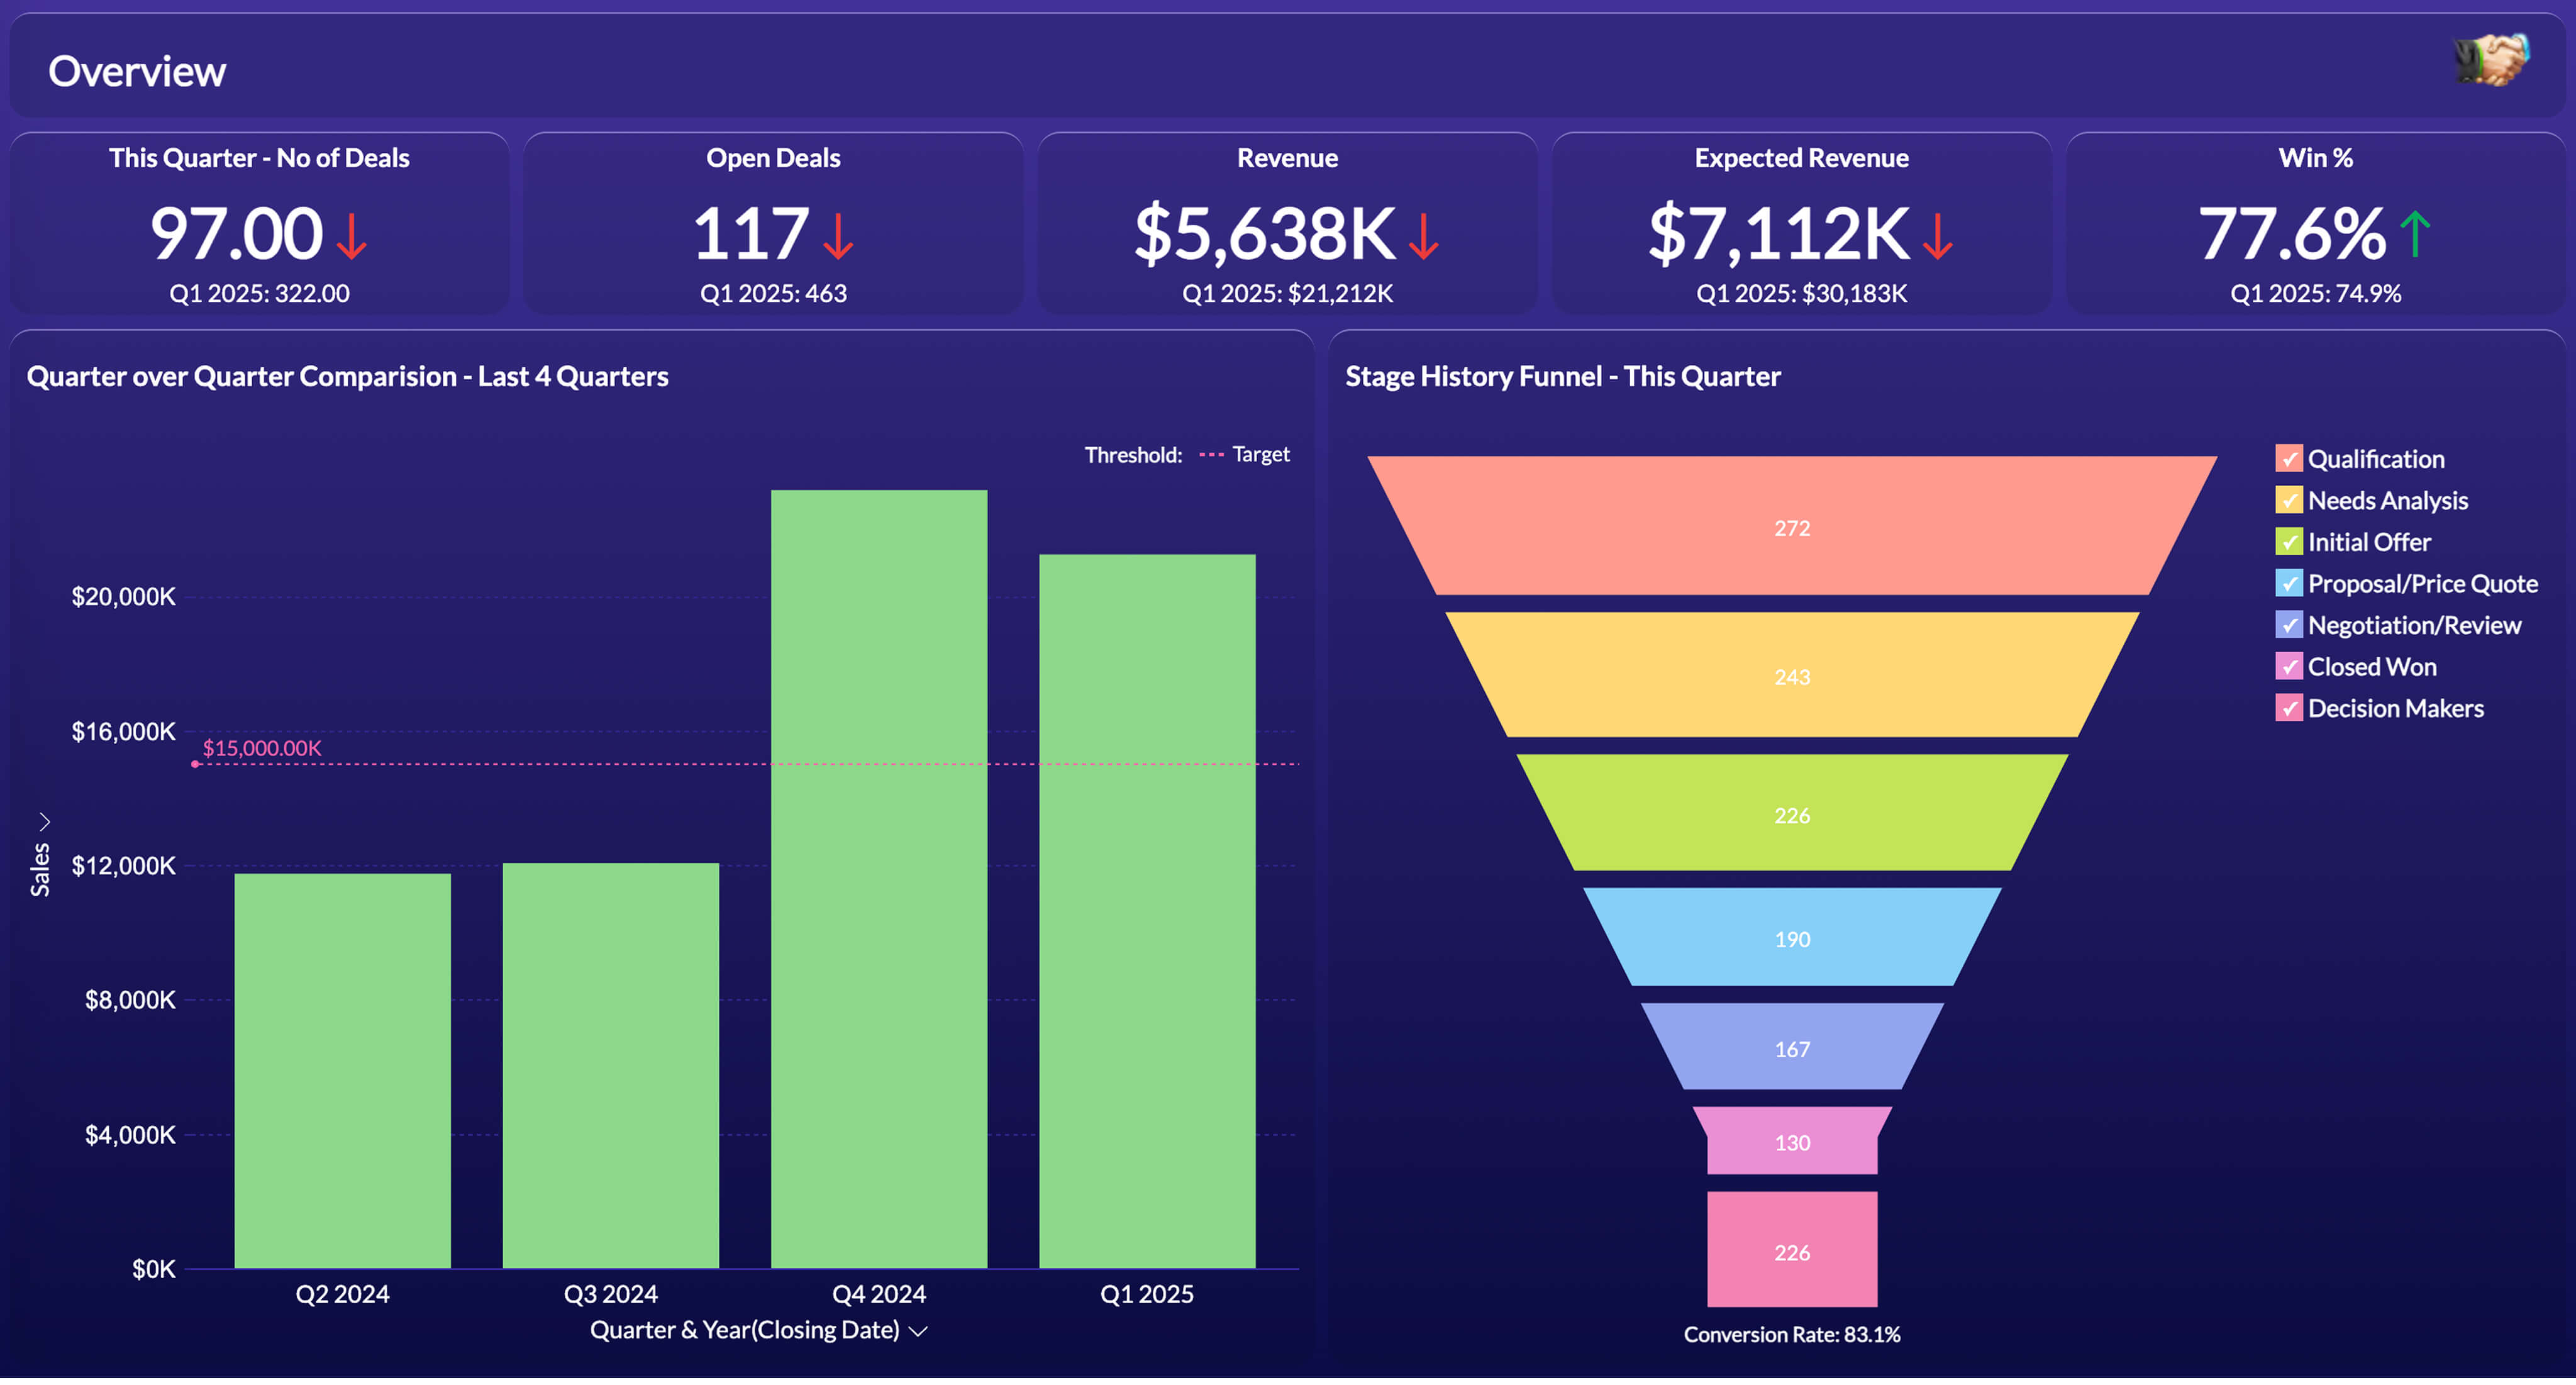 Overview
This Quarter - No of Deals
97.00
Q1 2025: 322.00
Open Deals
117
Q1 2025: 463
Revenue
$5,638K
Q1 2025: $21,212K
Expected Revenue
$7,112K
Q1 2025: $30,183K
Win %
77.6%
Q1 2025: 74.9%
Quarter over Quarter Comparision - Last 4 Quarters
Threshold: --- Target
$20,000K
$16,000K
$15,000.00K
$12,000K
$8,000K
$4,000K
$0K
Sales
Q2 2024
Q3 2024
Q4 2024
Q1 2025
Quarter & Year(Closing Date)
Stage History Funnel - This Quarter
272
243
226
190
167
130
226
Conversion Rate: 83.1%
Qualification
Needs Analysis
Initial Offer
Proposal/Price Quote
Negotiation/Review
Closed Won
Decision Makers